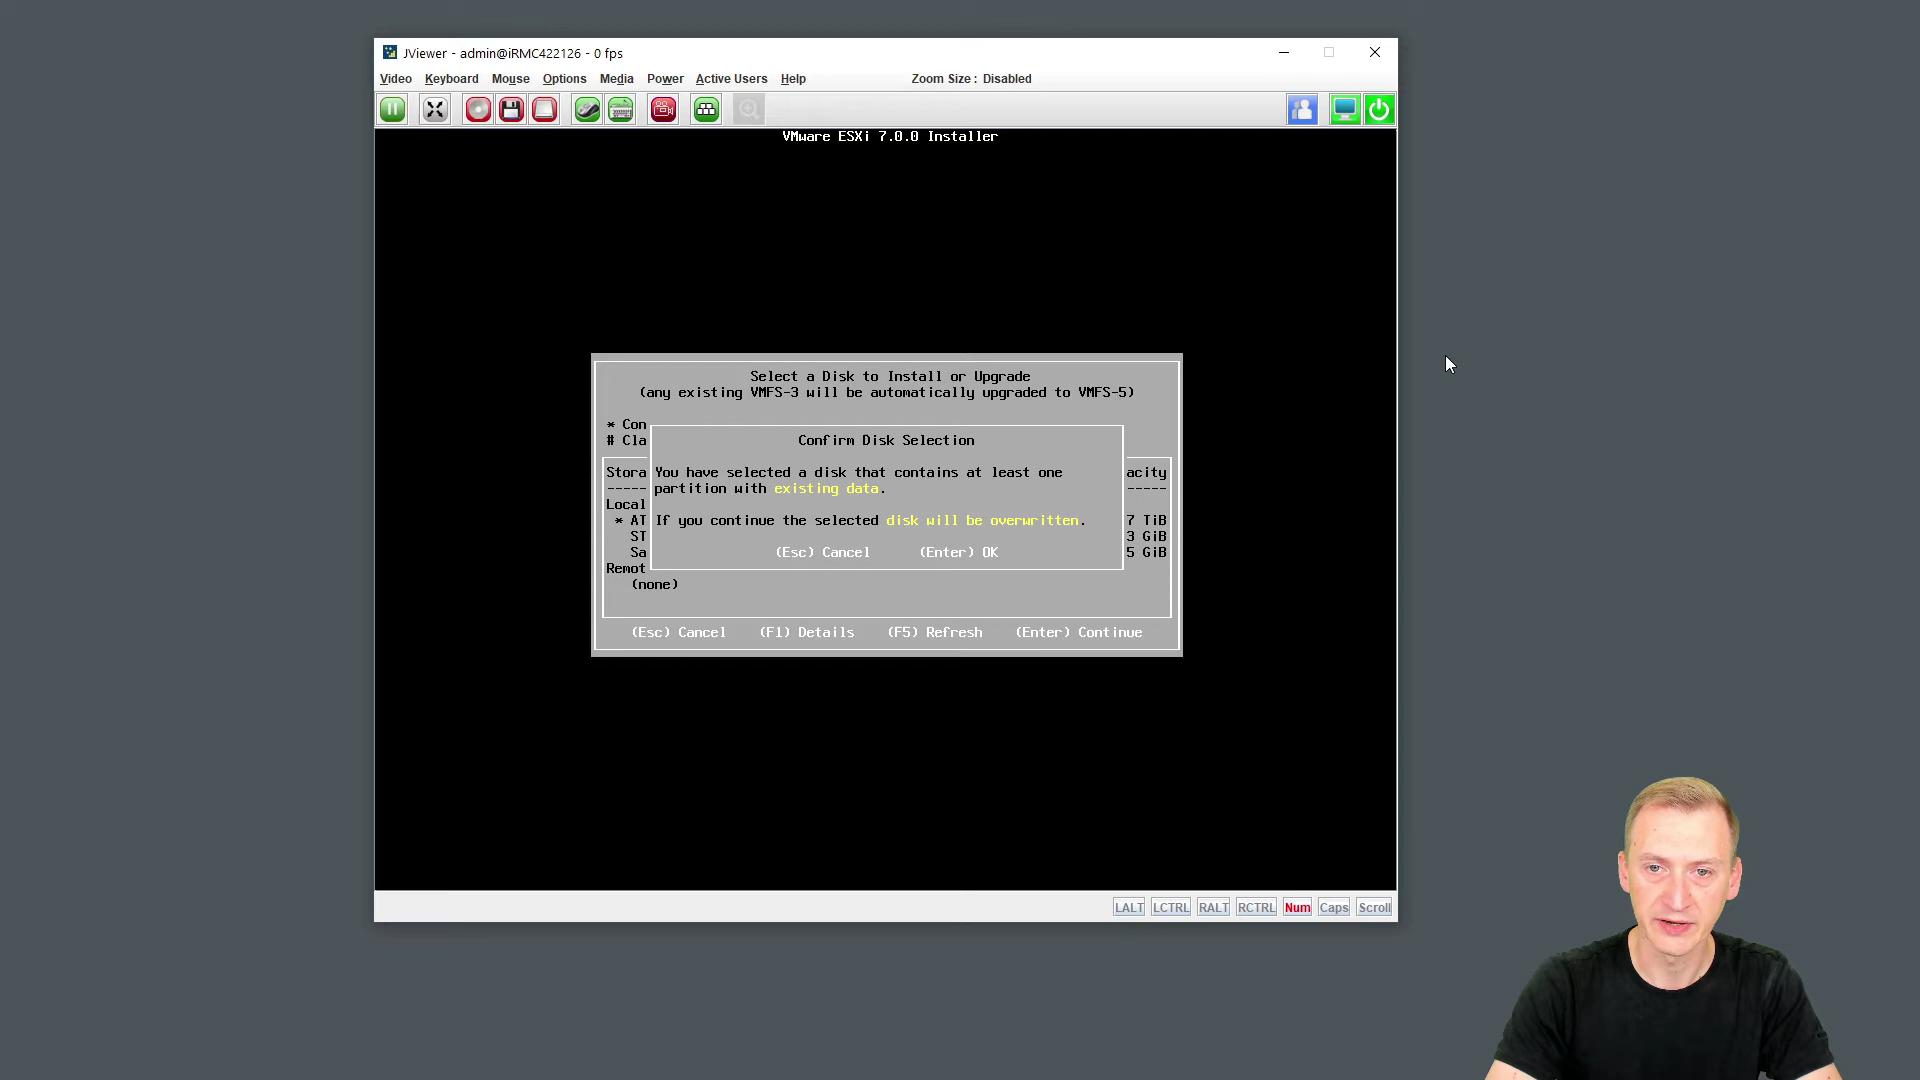 JViewer - admin@iRMC422126 - 0 fps
Video Keyboard Mouse Options Media Power Active Users Help Zoom Size : Disabled
VMware ESXi 7.0.0 Installer
Select a Disk to Install or Upgrade
(any existing VMFS-3 will be automatically upgraded to VMFS-5)
* Con
# Cla
Confirm Disk Selection
Stora
acity
You have selected a disk that contains at least one
partition with existing data.
-----
-----
Local
* AT
7 TiB
If you continue the selected disk will be overwritten.
ST
3 GiB
Sa
5 GiB
(Esc) Cancel (Enter) OK
Remot
(none)
(Esc) Cancel (F1) Details (F5) Refresh (Enter) Continue
LALT LCTRL RALT RCTRL Num Caps Scroll